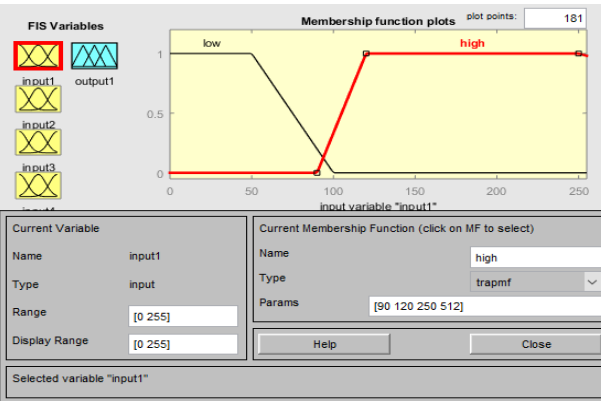 FIS Variables
Membership function plots
plot points:
181
input1
output1
input2
input3
low
high
1
0.5
0
0
50
100
150
200
250
input variable "input1"
Current Variable
Name
input1
Type
input
Range
[0 255]
Display Range
[0 255]
Current Membership Function (click on MF to select)
Name
high
Type
trapmf
Params
[90 120 250 512]
Help
Close
Selected variable "input1"